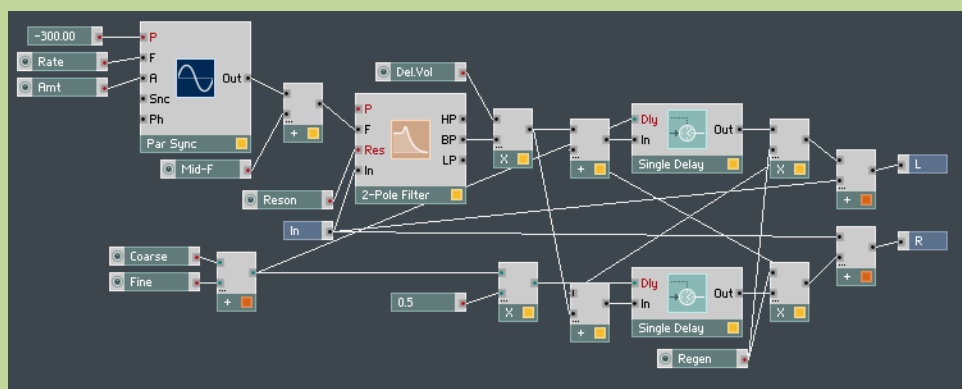 -300.00
Rate
Amt
P
F
A
Snc
Ph
Out
Par Sync
Mid-F
...
+
P
F
Res
In
HP
BP
LP
2-Pole Filter
Del.Vol
Reson
In
...
X
...
+
Dly
In
Out
Single Delay
...
X
...
+
L
...
+
R
Coarse
Fine
...
+
0.5
...
X
...
+
Dly
In
Out
Single Delay
...
X
Regen